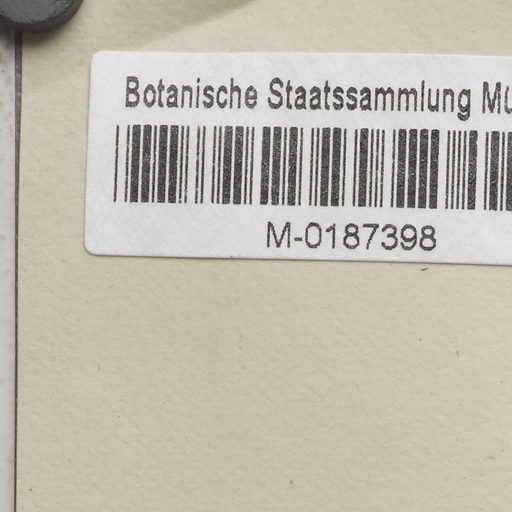 Botanische Staatssammlung Mü
M-0187398